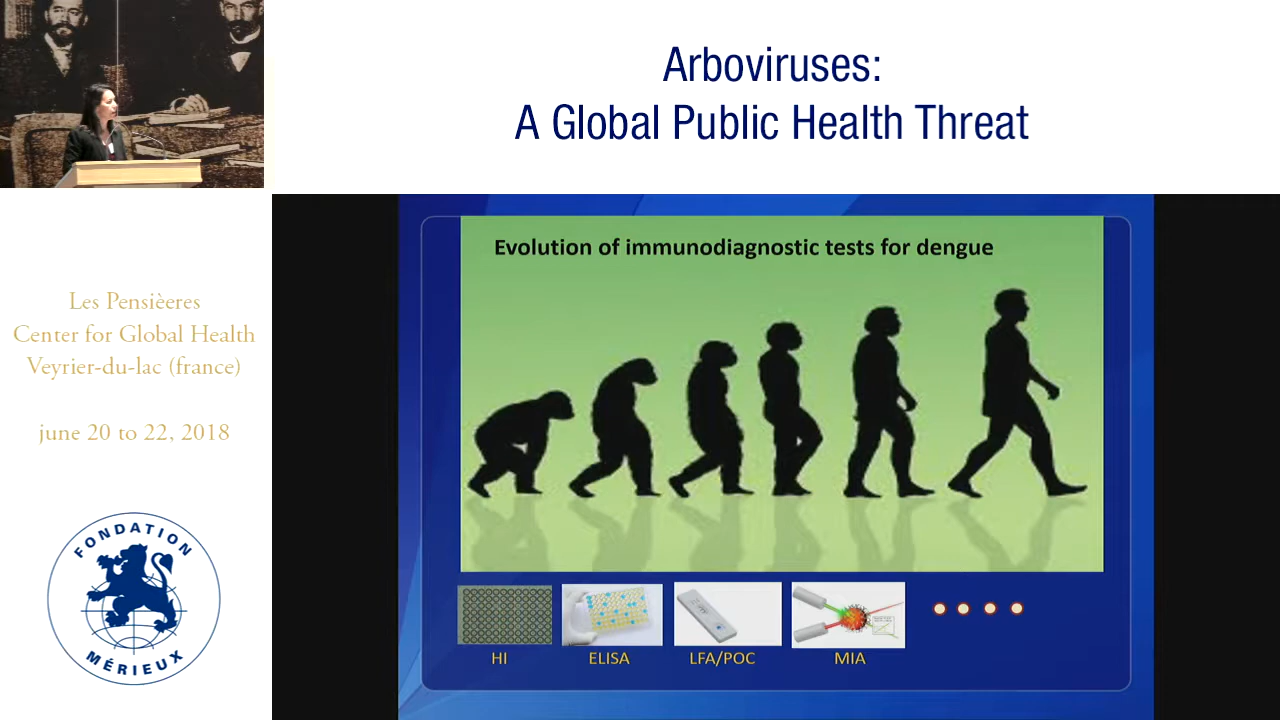 Arboviruses:
A Global Public Health Threat
Les Pensièeres
Center for Global Health
Veyrier-du-lac (france)
june 20 to 22, 2018
FONDATION
MÉRIEUX
Evolution of immunodiagnostic tests for dengue
HI
ELISA
LFA/POC
MIA